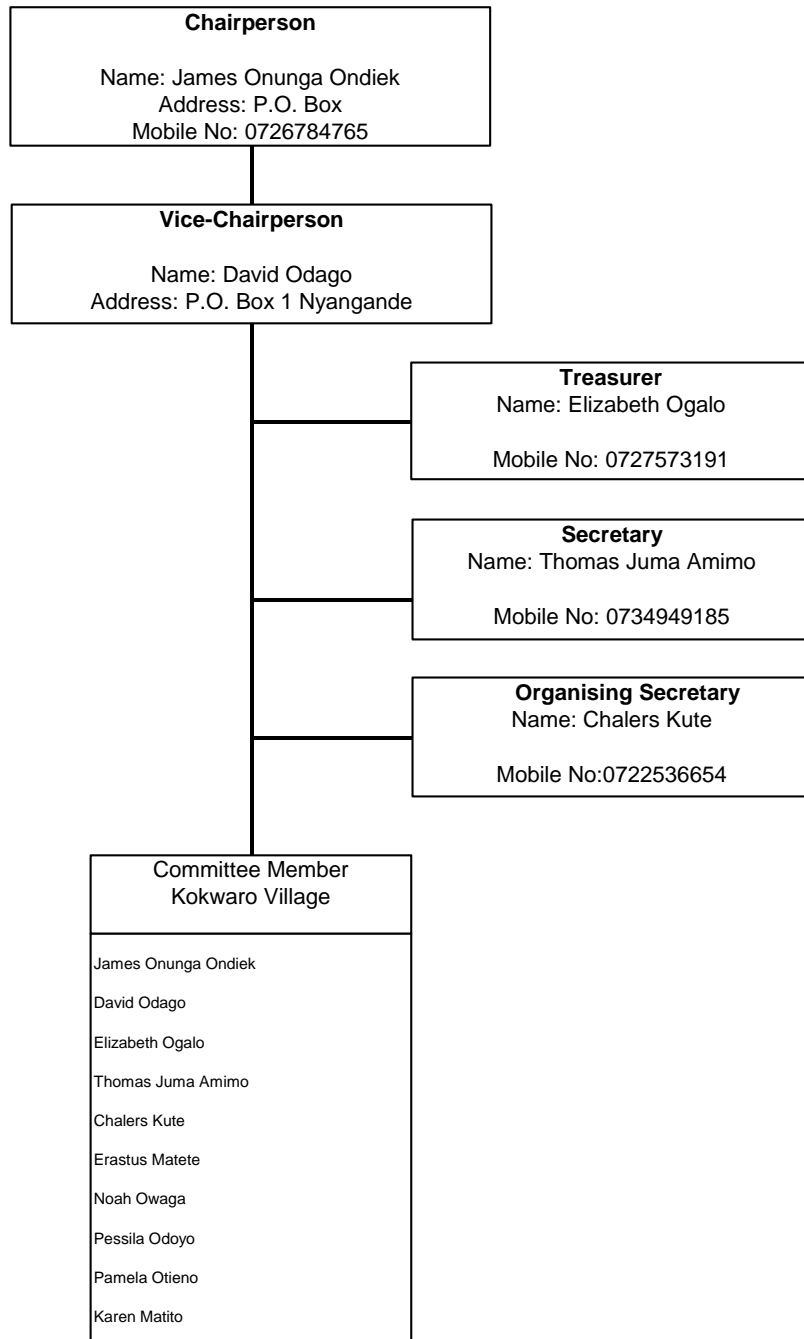 Chairperson
Name: James Onunga Ondiek
Address: P.O. Box
Mobile No: 0726784765
Vice-Chairperson
Name: David Odago
Address: P.O. Box 1 Nyangande
Treasurer
Name: Elizabeth Ogalo
Mobile No: 0727573191
Secretary
Name: Thomas Juma Amimo
Mobile No: 0734949185
Organising Secretary
Name: Chalers Kute
Mobile No:0722536654
Committee Member
Kokwaro Village
James Onunga Ondiek
David Odago
Elizabeth Ogalo
Thomas Juma Amimo
Chalers Kute
Erastus Matete
Noah Owaga
Pessila Odoyo
Pamela Otieno
Karen Matito